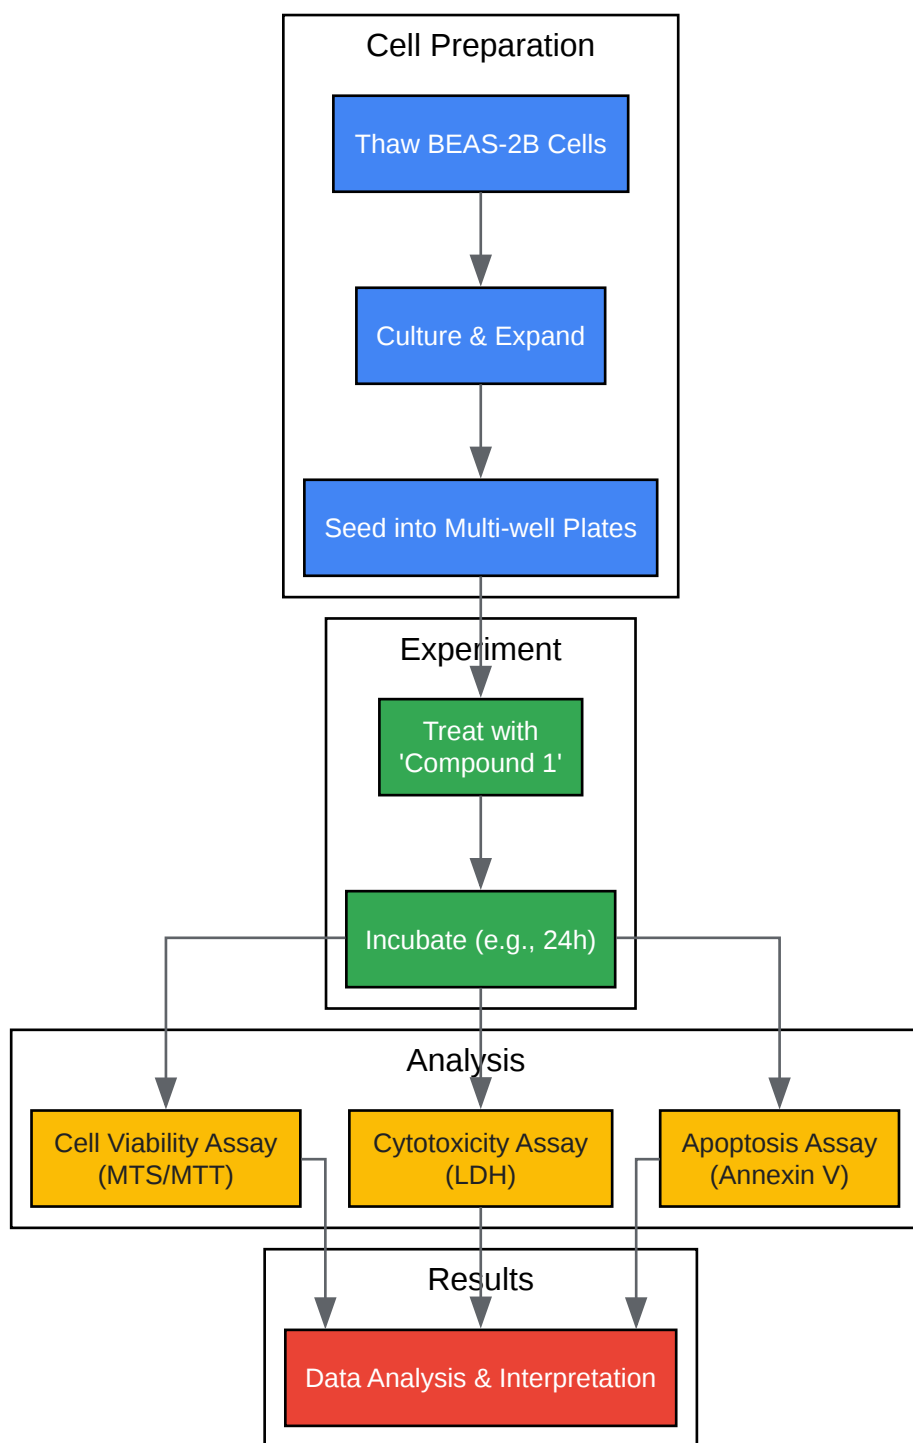 Cell Preparation
Thaw BEAS-2B Cells
Culture & Expand
Seed into Multi-well Plates
Experiment
Treat with
'Compound 1'
Incubate (e.g., 24h)
Analysis
Cell Viability Assay
(MTS/MTT)
Cytotoxicity Assay
(LDH)
Apoptosis Assay
(Annexin V)
Results
Data Analysis & Interpretation